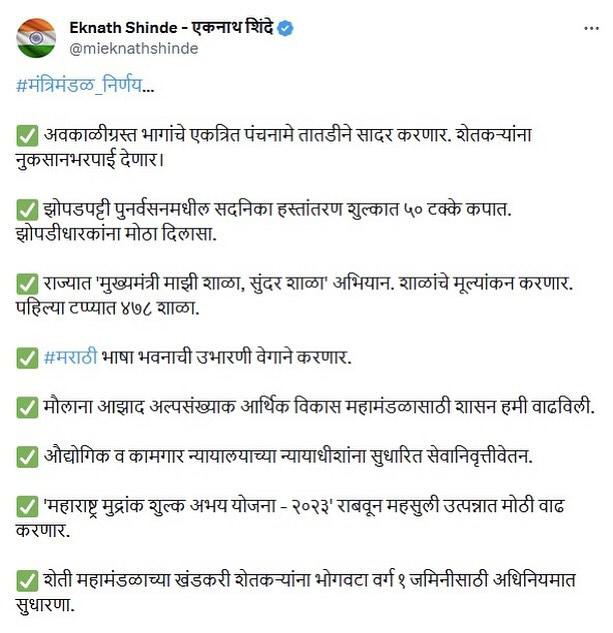 Eknath Shinde - एकनाथ शिंदे
@mieknathshinde
#मंत्रिमंडळ_निर्णय...
✅ अवकाळीग्रस्त भागांचे एकत्रित पंचनामे तातडीने सादर करणार. शेतकऱ्यांना
नुकसानभरपाई देणार।
✅ झोपडपट्टी पुनर्वसनमधील सदनिका हस्तांतरण शुल्कात ५० टक्के कपात.
झोपडीधारकांना मोठा दिलासा.
✅ राज्यात 'मुख्यमंत्री माझी शाळा, सुंदर शाळा' अभियान. शाळांचे मूल्यांकन करणार.
पहिल्या टप्प्यात ४७८ शाळा.
✅ #मराठी भाषा भवनाची उभारणी वेगाने करणार.
✅ मौलाना आझाद अल्पसंख्याक आर्थिक विकास महामंडळासाठी शासन हमी वाढविली.
✅ औद्योगिक व कामगार न्यायालयाच्या न्यायाधीशांना सुधारित सेवानिवृत्तीवेतन.
✅ 'महाराष्ट्र मुद्रांक शुल्क अभय योजना - २०२३' राबवून महसुली उत्पन्नात मोठी वाढ
करणार.
✅ शेती महामंडळाच्या खंडकरी शेतकऱ्यांना भोगवटा वर्ग १ जमिनीसाठी अधिनियमात
सुधारणा.